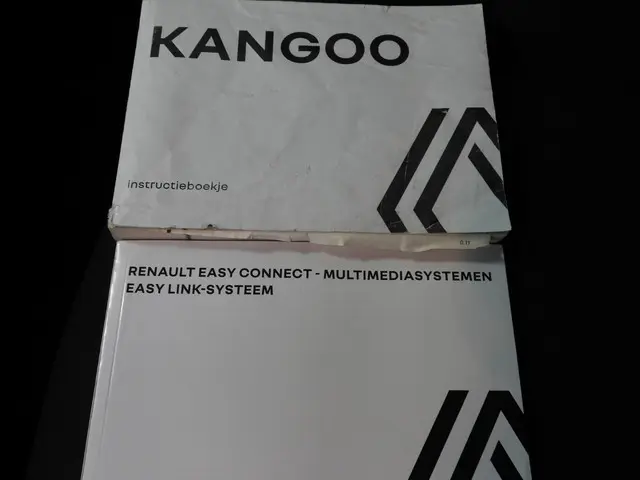 KANGOO
instructieboekje
RENAULT EASY CONNECT - MULTIMEDIASYSTEMEN
EASY LINK-SYSTEEM